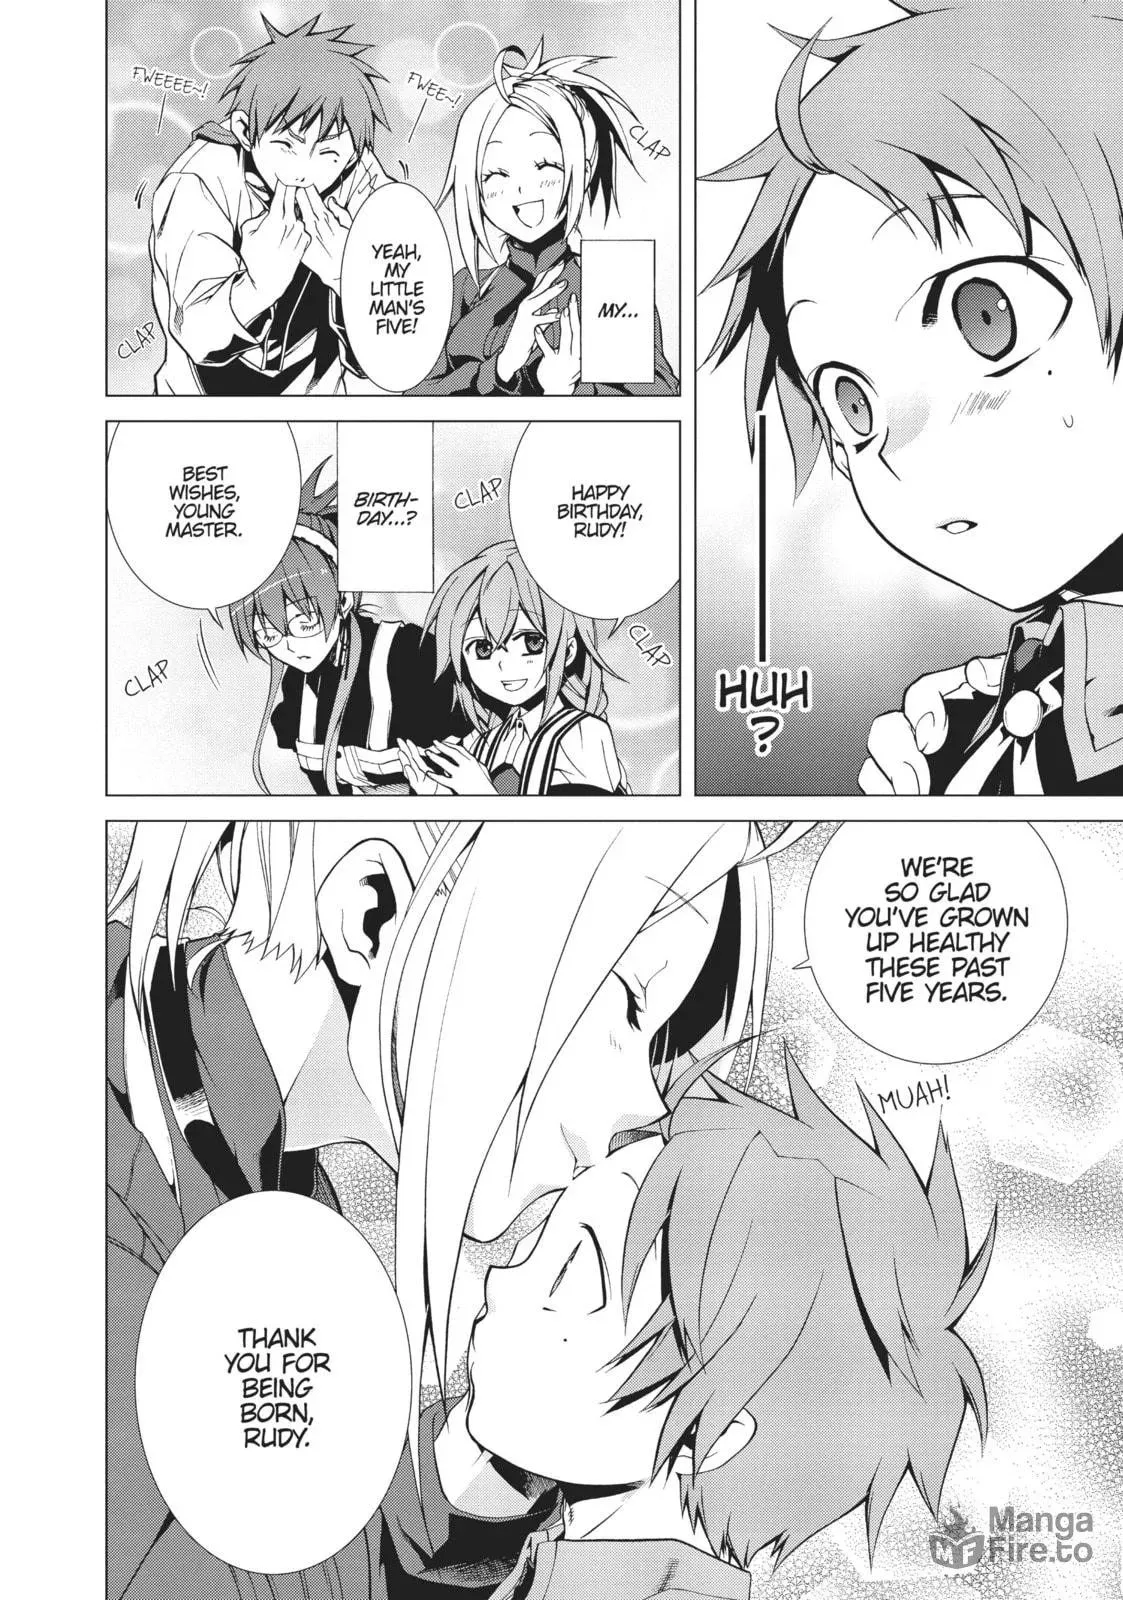 HUH
?
FWEEEE~!
FWEE~!
CLAP
MY...
YEAH,
MY
LITTLE
MAN'S
FIVE!
CLAP
HAPPY
BIRTHDAY,
RUDY!
CLAP
CLAP
BIRTH-
DAY...?
BEST
WISHES,
YOUNG
MASTER.
CLAP
WE'RE
SO GLAD
YOU'VE GROWN
UP HEALTHY
THESE PAST
FIVE YEARS.
MUAH!
THANK
YOU FOR
BEING
BORN,
RUDY.
MF Manga
Fire.to